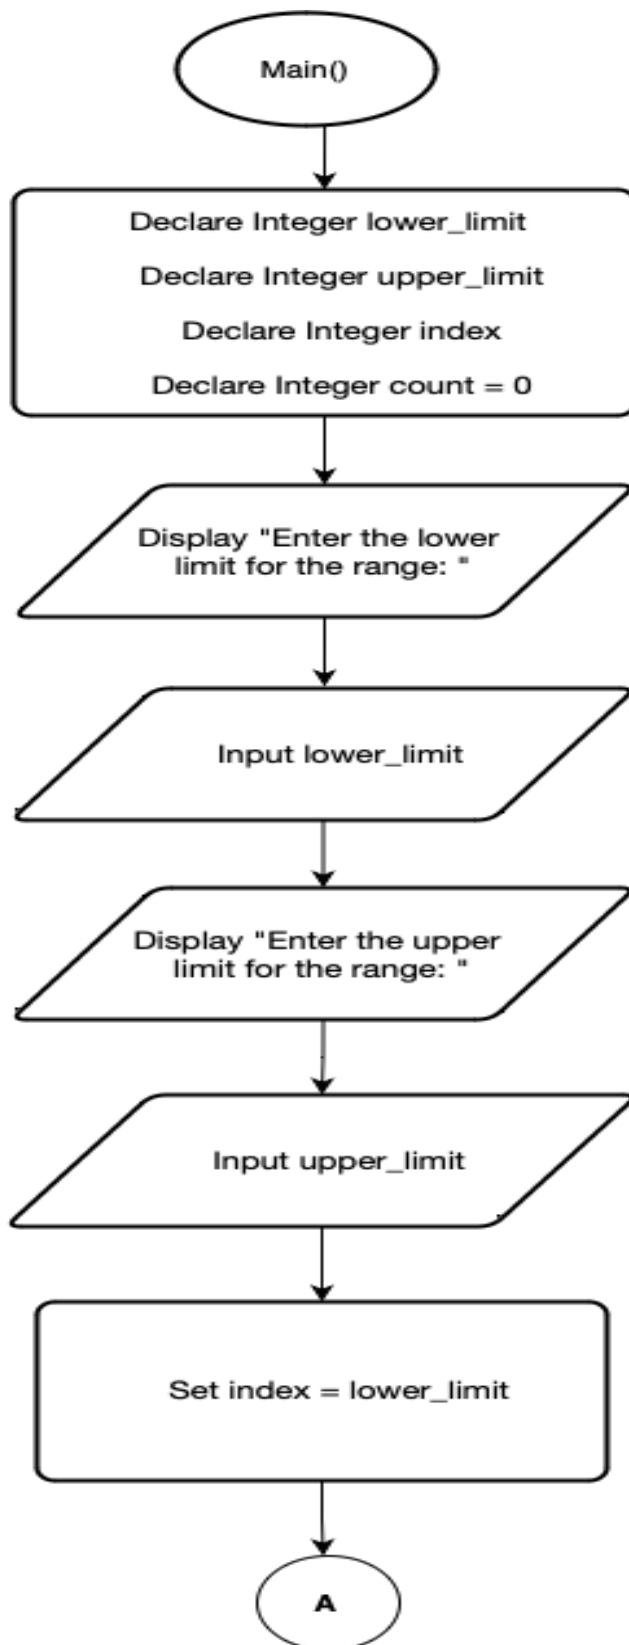 Main()
Declare Integer lower_limit
Declare Integer upper_limit
Declare Integer index
Declare Integer count = 0
Display "Enter the lower
limit for the range: "
Input lower_limit
Display "Enter the upper
limit for the range: "
Input upper_limit
Set index = lower_limit
A